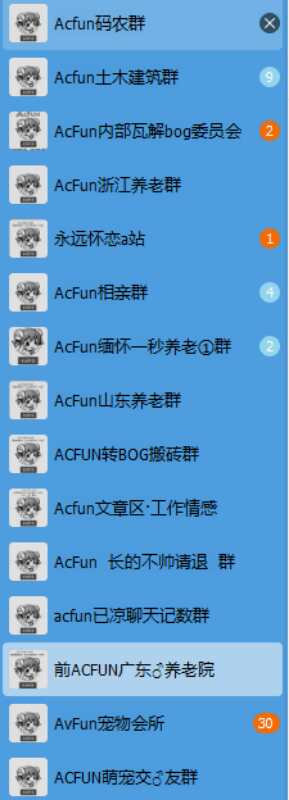 Acfun码农群
Acfun土木建筑群
9
AcFun内部瓦解bog委员会
2
AcFun浙江养老群
永远怀恋a站
1
AcFun相亲群
4
AcFun缅怀一秒养老①群
2
AcFun山东养老群
ACFUN转BOG搬砖群
Acfun文章区·工作情感
AcFun 长的不帅请退 群
acfun已凉聊天记数群
前ACFUN广东♂养老院
AvFun宠物会所
30
ACFUN萌宠交♂友群